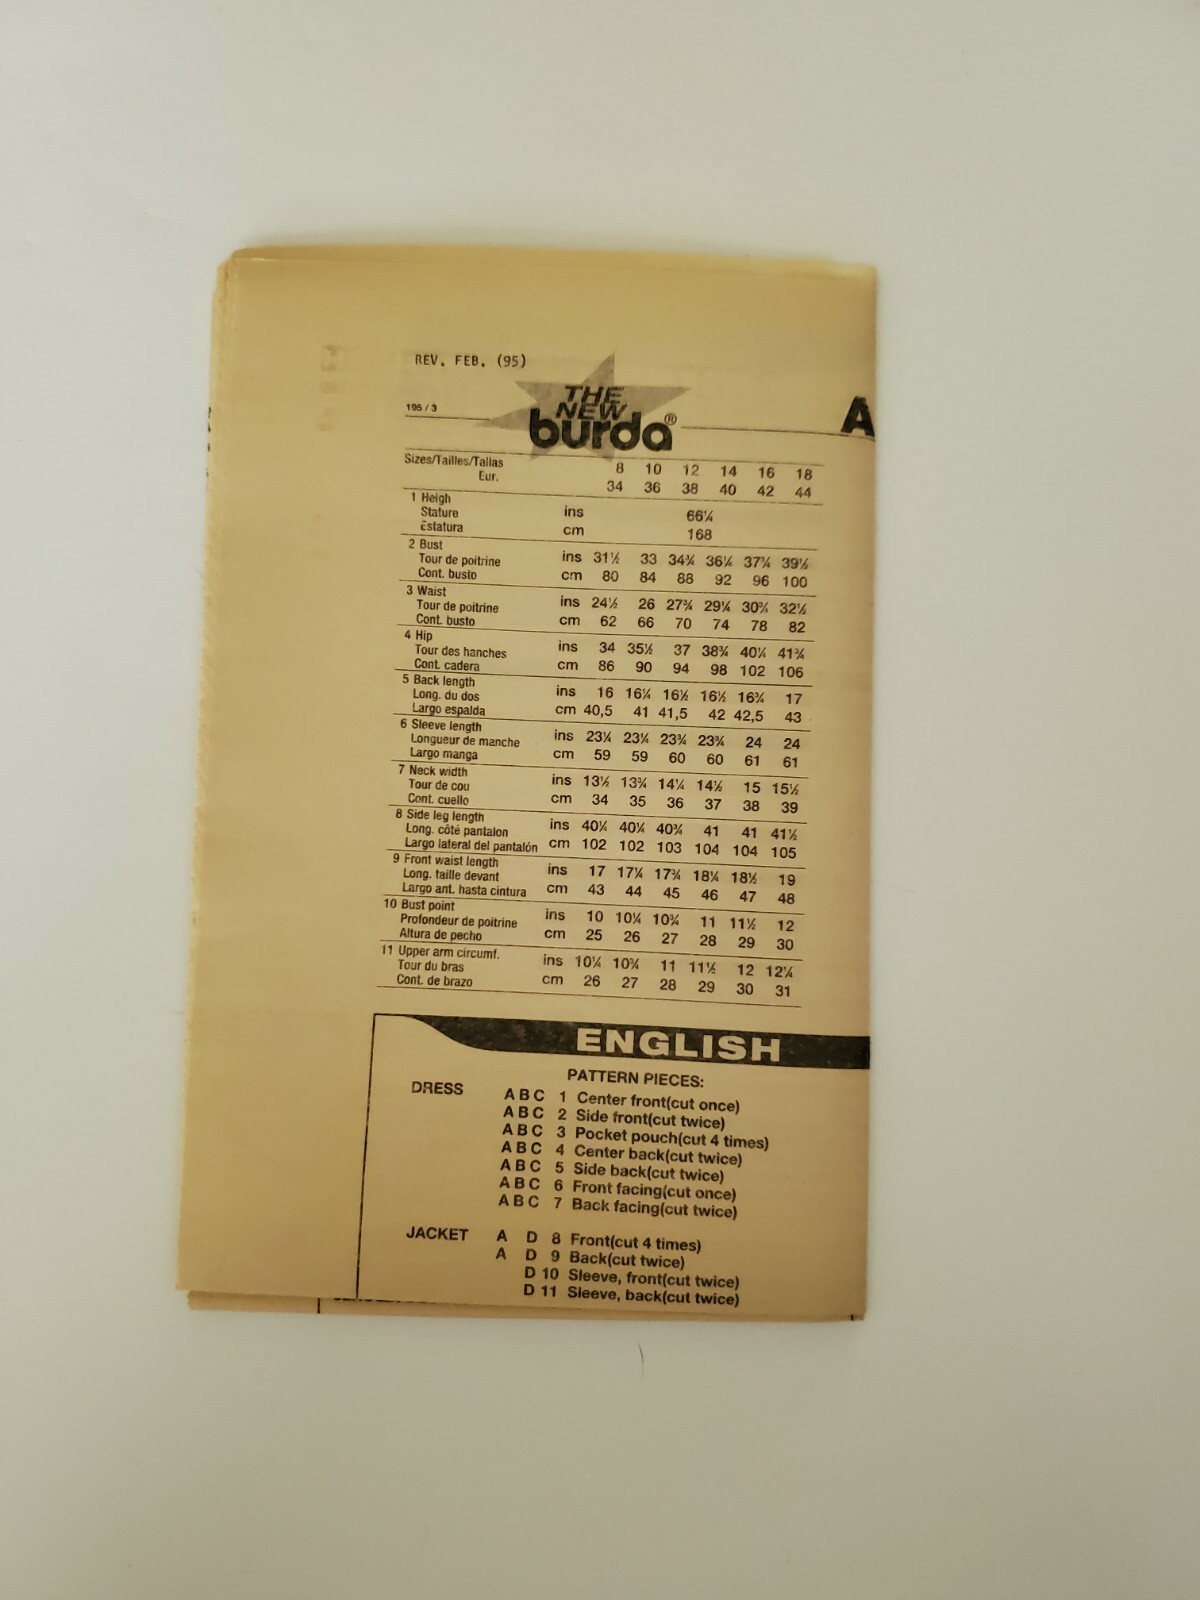 REV. FEB. (95)
THE
NEW
195 / 3
burda®
A
Sizes/Tailles/Tallas 8 10 12 14 16 18
Eur. 34 36 38 40 42 44
1 Heigh
Stature ins 66¼
Estatura cm 168
2 Bust
Tour de poitrine ins 31½ 33 34¾ 36¼ 37¾ 39½
Cont. busto cm 80 84 88 92 96 100
3 Waist
Tour de poitrine ins 24½ 26 27¾ 29¼ 30¾ 32½
Cont. busto cm 62 66 70 74 78 82
4 Hip
Tour des hanches ins 34 35½ 37 38¾ 40¼ 41¾
Cont. cadera cm 86 90 94 98 102 106
5 Back length
Long. du dos ins 16 16¼ 16½ 16½ 16¾ 17
Largo espalda cm 40,5 41 41,5 42 42,5 43
6 Sleeve length
Longueur de manche ins 23¼ 23¼ 23¾ 23¾ 24 24
Largo manga cm 59 59 60 60 61 61
7 Neck width
Tour de cou ins 13½ 13¾ 14¼ 14½ 15 15½
Cont. cuello cm 34 35 36 37 38 39
8 Side leg length
Long. côté pantalon ins 40¼ 40¼ 40¾ 41 41 41½
Largo lateral del pantalón cm 102 102 103 104 104 105
9 Front waist length
Long. taille devant ins 17 17¼ 17¾ 18¼ 18½ 19
Largo ant. hasta cintura cm 43 44 45 46 47 48
10 Bust point
Profondeur de poitrine ins 10 10¼ 10¾ 11 11½ 12
Altura de pecho cm 25 26 27 28 29 30
11 Upper arm circumf.
Tour du bras ins 10¼ 10¾ 11 11½ 12 12¼
Cont. de brazo cm 26 27 28 29 30 31
ENGLISH
PATTERN PIECES:
DRESS A B C 1 Center front(cut once)
A B C 2 Side front(cut twice)
A B C 3 Pocket pouch(cut 4 times)
A B C 4 Center back(cut twice)
A B C 5 Side back(cut twice)
A B C 6 Front facing(cut once)
A B C 7 Back facing(cut twice)
JACKET A D 8 Front(cut 4 times)
A D 9 Back(cut twice)
D 10 Sleeve, front(cut twice)
D 11 Sleeve, back(cut twice)